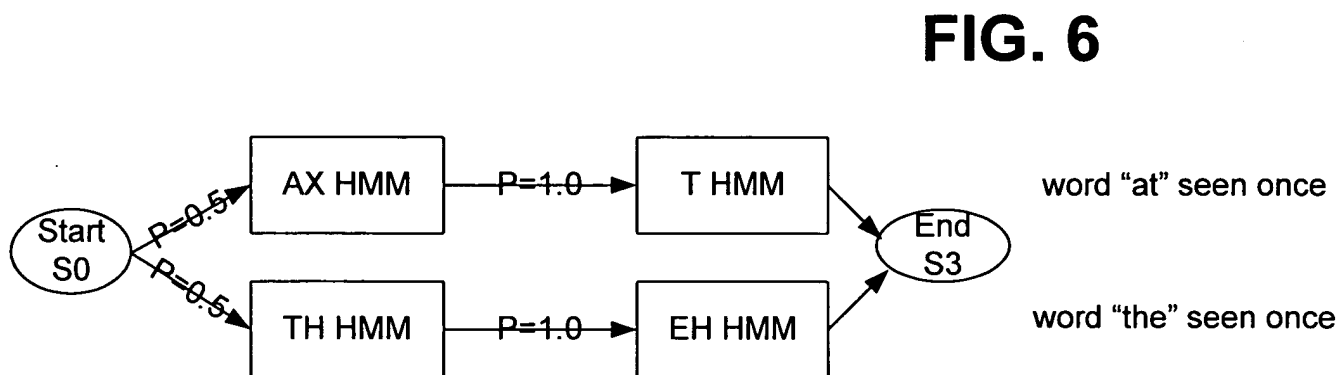 FIG. 6
AX HMM
P=1.0
T HMM
word “at” seen once
P=0.5
Start
S0
End
S3
P=0.5
TH HMM
P=1.0
EH HMM
word “the” seen once